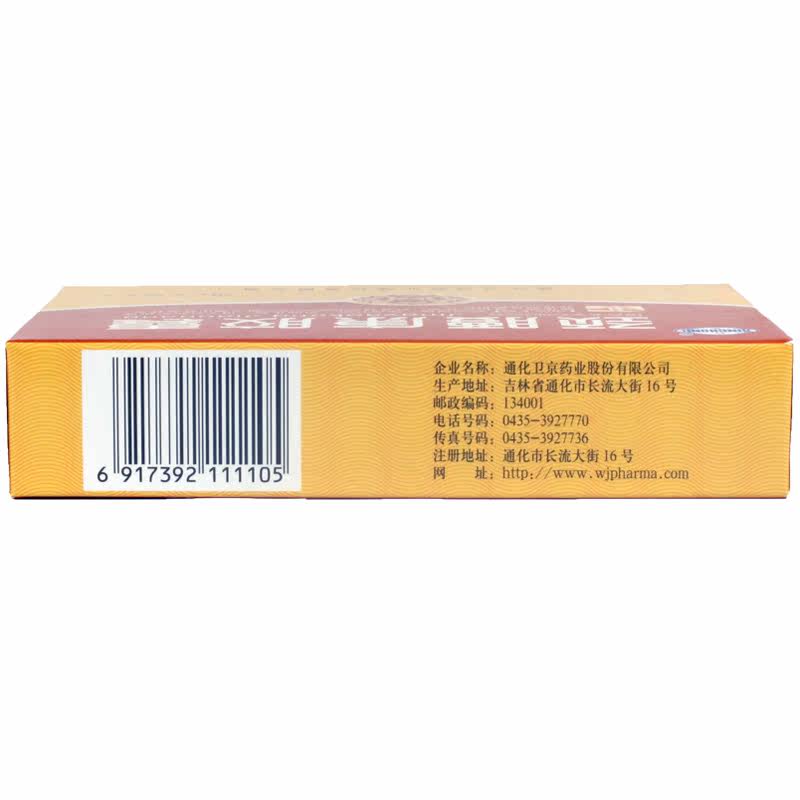 企业名称：通化卫京药业股份有限公司
生产地址：吉林省通化市长流大街16号
邮政编码：134001
电话号码：0435-3927770
传真号码：0435-3927736
注册地址：通化市长流大街16号
网　　址：http://www.wjpharma.com
6 917392 111105